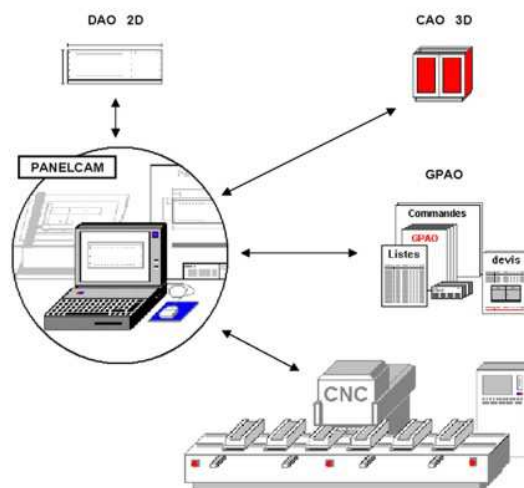 DAO 2D
CAO 3D
PANELCAM
GPAO
Commandes
GPAO
Listes
devis
CNC